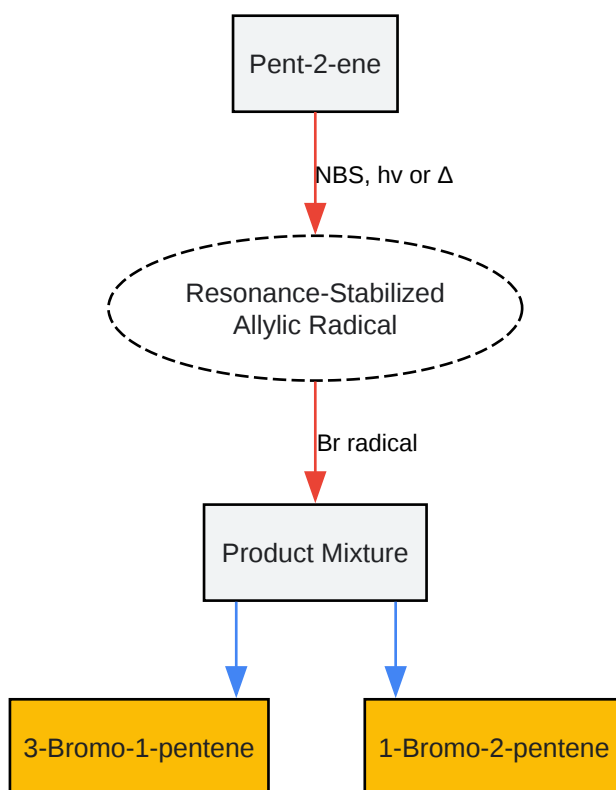 Pent-2-ene
NBS, hv or Δ
Resonance-Stabilized
Allylic Radical
Br radical
Product Mixture
3-Bromo-1-pentene
1-Bromo-2-pentene